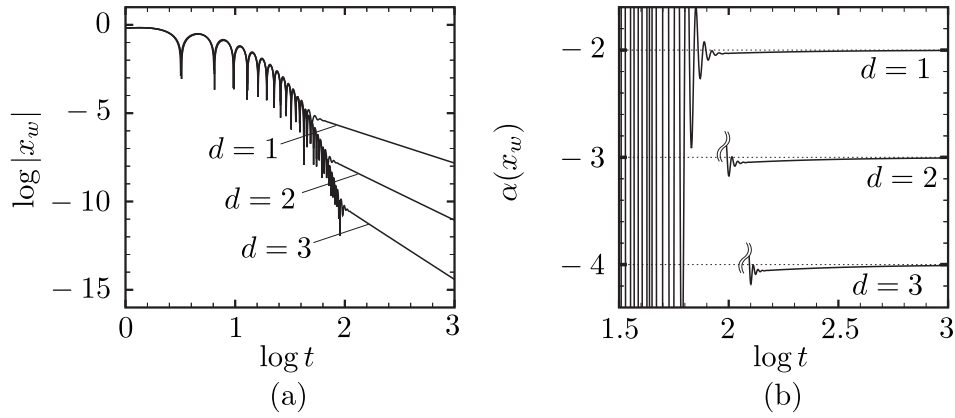 0
− 5
− 10
− 15
log |x_w|
d = 1
d = 2
d = 3
0
1
2
3
log t
(a)
− 2
− 3
− 4
α(x_w)
d = 1
d = 2
d = 3
1.5
2
2.5
3
log t
(b)